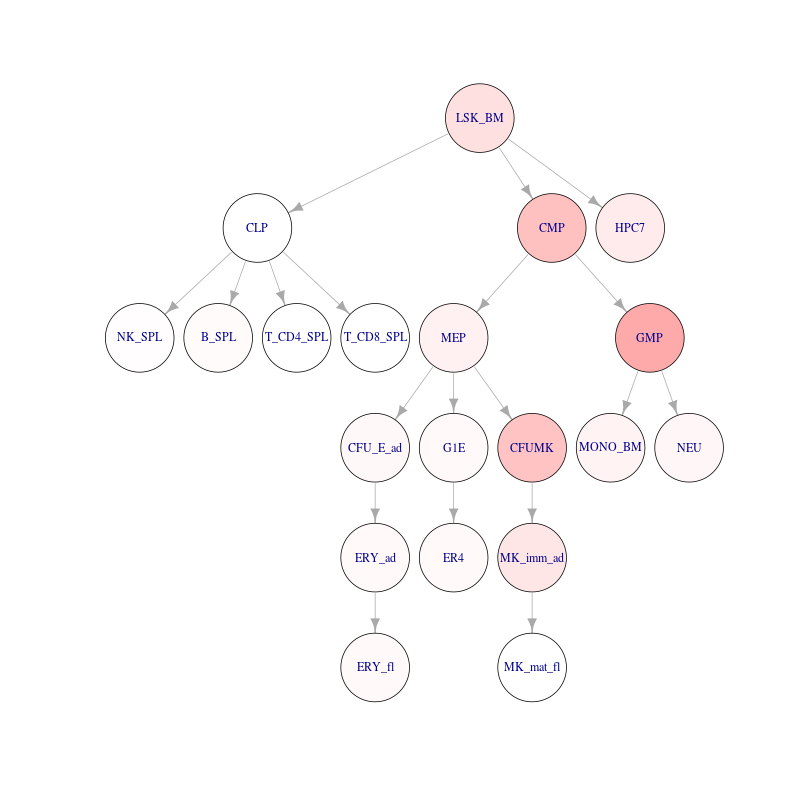 LSK_BM
CLP
CMP
HPC7
NK_SPL
B_SPL
T_CD4_SPL
T_CD8_SPL
MEP
GMP
CFU_E_ad
G1E
CFUMK
MONO_BM
NEU
ERY_ad
ER4
MK_imm_ad
ERY_fl
MK_mat_fl